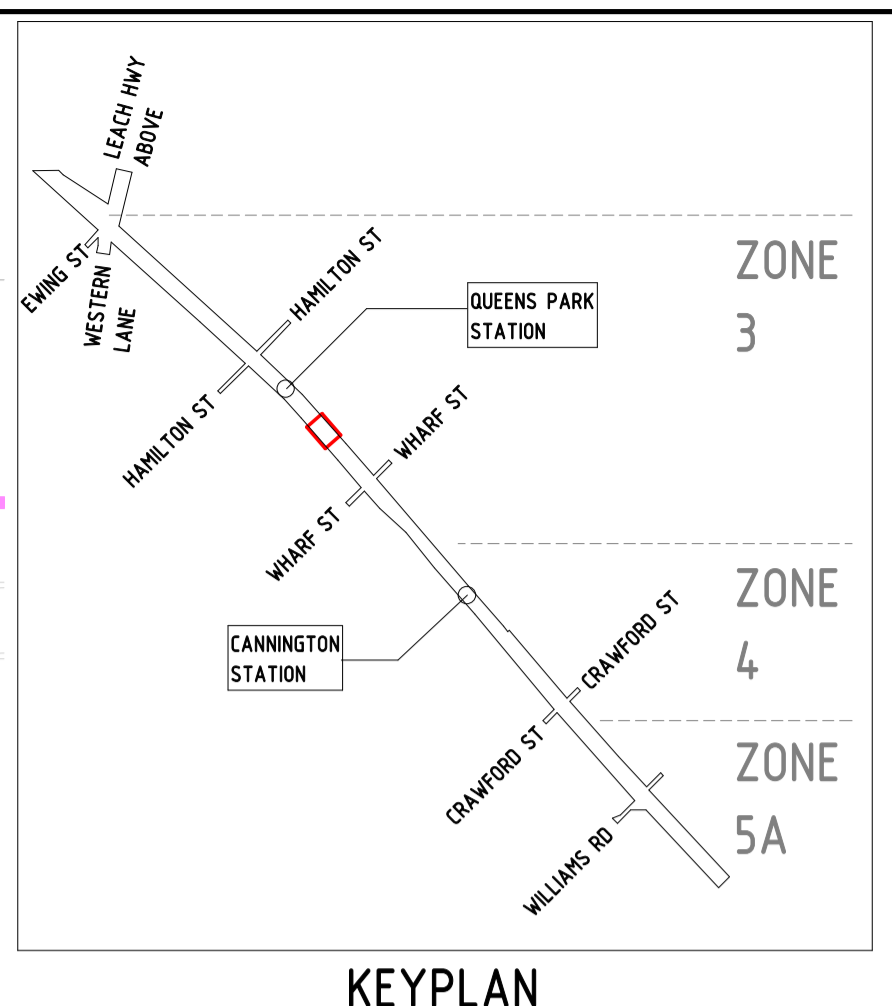 LEACH HWY
ABOVE
EWING ST
WESTERN
LANE
HAMILTON ST
ZONE
3
QUEENS PARK
STATION
HAMILTON ST
WHARF ST
WHARF ST
ZONE
4
CANNINGTON
STATION
CRAWFORD ST
CRAWFORD ST
ZONE
5A
WILLIAMS RD
KEYPLAN